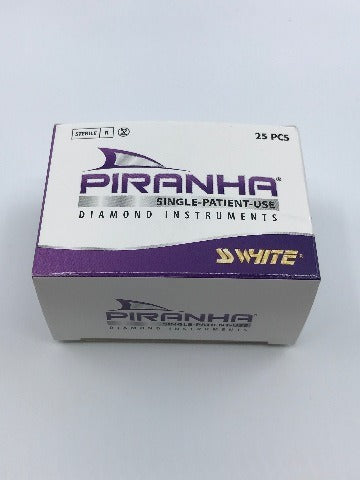 STERILE R
25 PCS
PIRANHA®
SINGLE-PATIENT-USE
DIAMOND INSTRUMENTS
SS WHITE®
PIRANHA®
SINGLE-PATIENT-USE
DIAMOND INSTRUMENTS